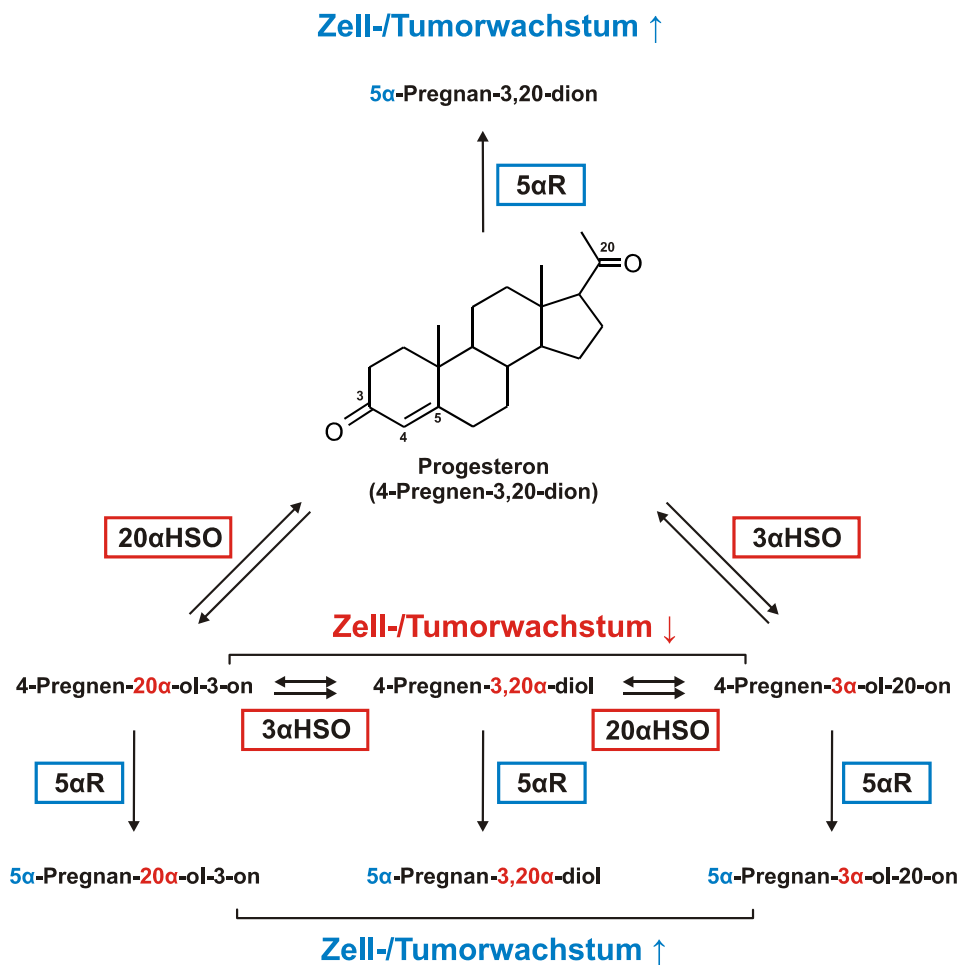 Zell-/Tumorwachstum ↑
5α-Pregnan-3,20-dion
5αR
20
O
3
O
4
5
Progesteron
(4-Pregnen-3,20-dion)
20αHSO
3αHSO
Zell-/Tumorwachstum ↓
4-Pregnen-20α-ol-3-on
4-Pregnen-3,20α-diol
4-Pregnen-3α-ol-20-on
3αHSO
20αHSO
5αR
5αR
5αR
5α-Pregnan-20α-ol-3-on
5α-Pregnan-3,20α-diol
5α-Pregnan-3α-ol-20-on
Zell-/Tumorwachstum ↑